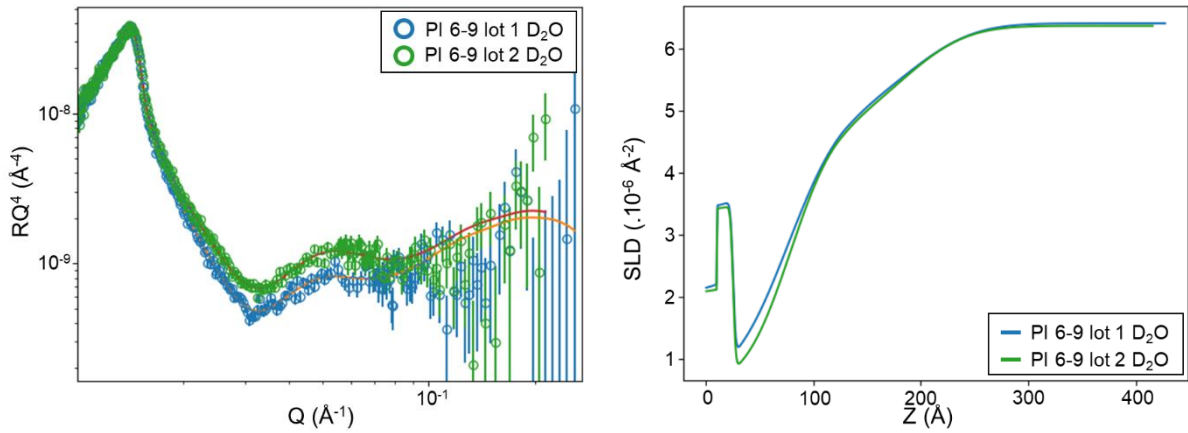 PI 6-9 lot 1 D₂O
PI 6-9 lot 2 D₂O
10⁻⁸
10⁻⁹
RQ⁴ (Å⁻⁴)
10⁻¹
Q (Å⁻¹)
6
5
4
3
2
1
SLD (.10⁻⁶ Å⁻²)
PI 6-9 lot 1 D₂O
PI 6-9 lot 2 D₂O
0 100 200 300 400
Z (Å)